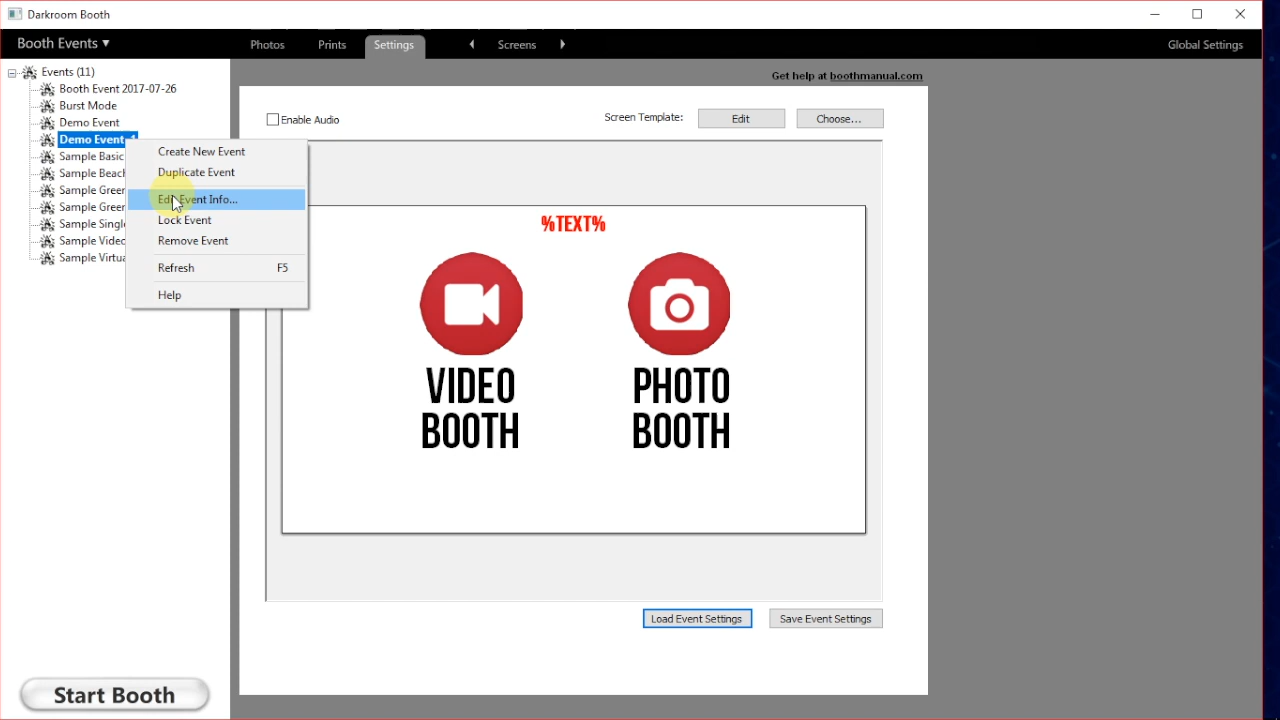 Darkroom Booth
Booth Events ▾
Photos
Prints
Settings
Screens
Global Settings
Get help at boothmanual.com
Events (11)
Booth Event 2017-07-26
Burst Mode
Demo Event
Demo Event-1
Sample Basic
Sample Beach
Sample Green
Sample Green
Sample Single
Sample Video
Sample Virtua
Create New Event
Duplicate Event
Edit Event Info...
Lock Event
Remove Event
Refresh F5
Help
Enable Audio
Screen Template:
Edit
Choose...
%TEXT%
VIDEO
BOOTH
PHOTO
BOOTH
Load Event Settings
Save Event Settings
Start Booth